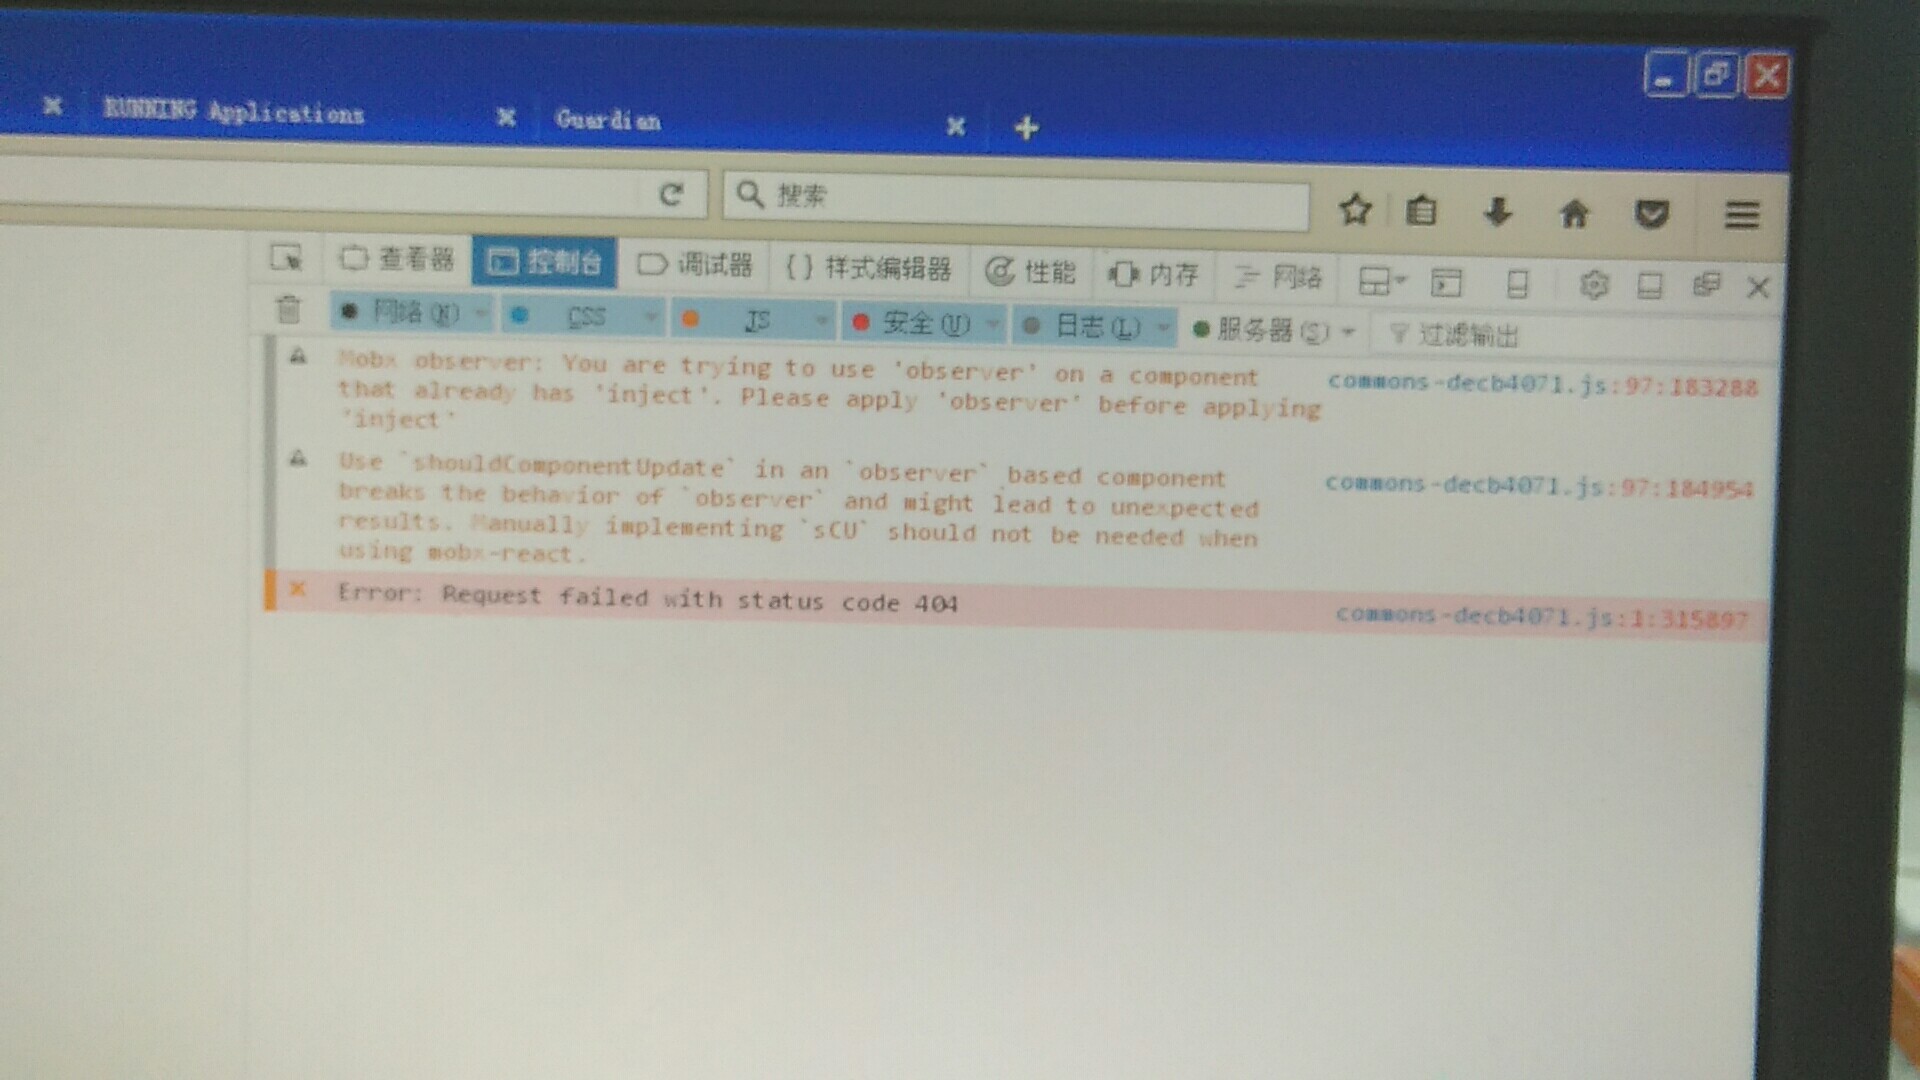 RUNNING Applications
Guardian
搜索
查看器 控制台 调试器 { } 样式编辑器 性能 内存 网络
网络(N) CSS JS 安全(U) 日志(L) 服务器(S) 过滤输出
Mobx observer: You are trying to use 'observer' on a component commons-decb4071.js:97:183288
that already has 'inject'. Please apply 'observer' before applying
'inject'
Use `shouldComponentUpdate` in an `observer` based component commons-decb4071.js:97:184954
breaks the behavior of `observer` and might lead to unexpected
results. Manually implementing `sCU` should not be needed when
using mobx-react.
Error: Request failed with status code 404 commons-decb4071.js:1:315897